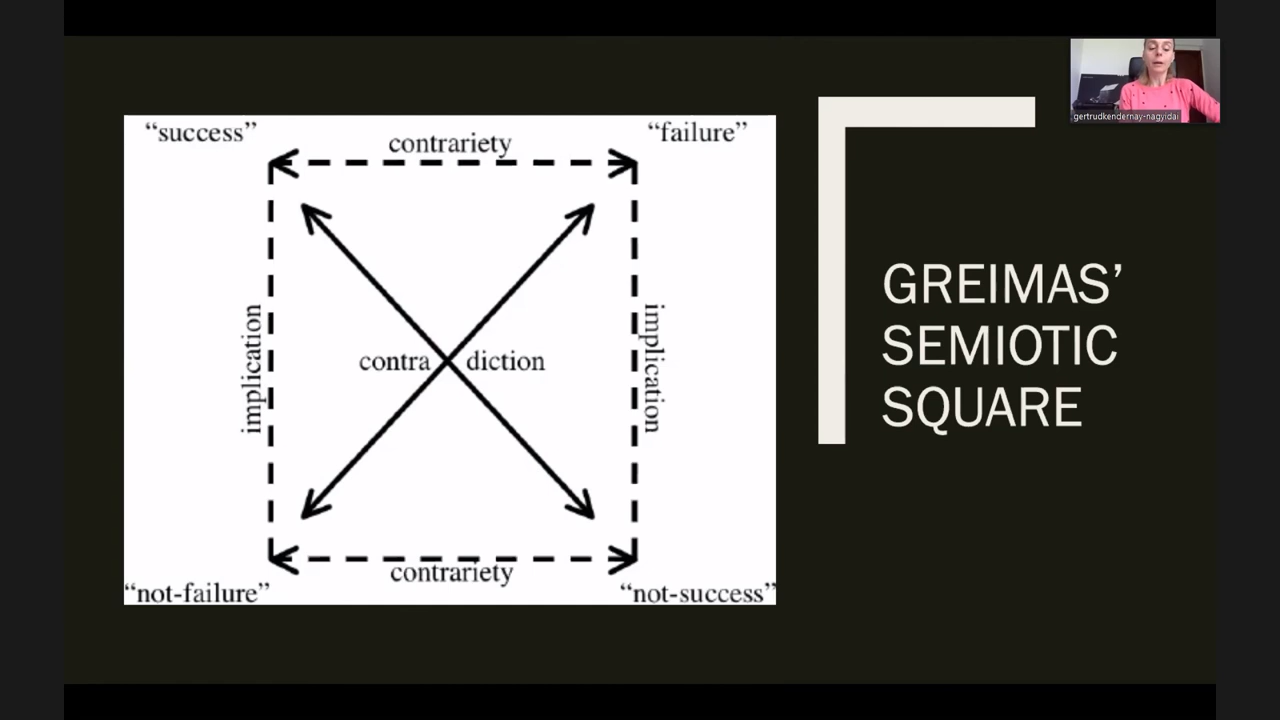 “success”
“failure”
contrariety
implication
contra diction
implication
contrariety
“not-failure”
“not-success”
GREIMAS’
SEMIOTIC
SQUARE
gertrudkendernay-nagyidai